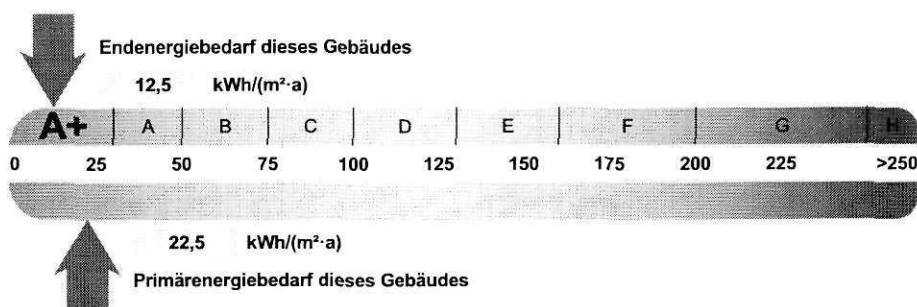 Endenergiebedarf dieses Gebäudes
12,5 kWh/(m²·a)
A+ A B C D E F G H
0 25 50 75 100 125 150 175 200 225 >250
22,5 kWh/(m²·a)
Primärenergiebedarf dieses Gebäudes